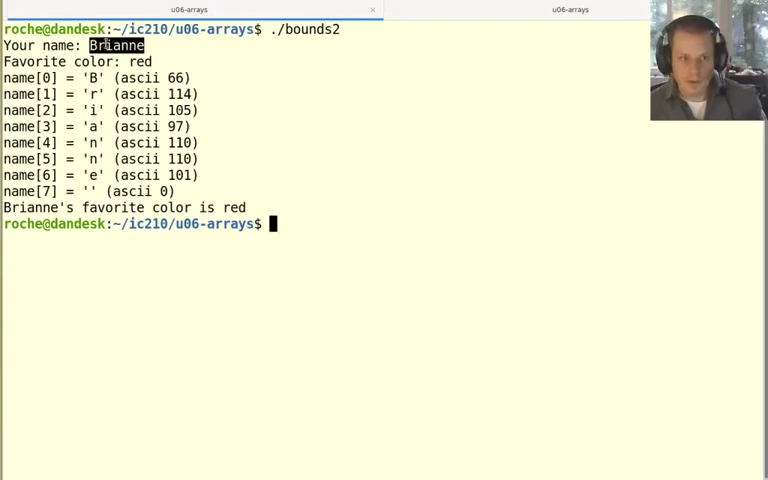 u06-arrays × u06-arrays
roche@dandesk:~/ic210/u06-arrays$ ./bounds2
Your name: Brianne
Favorite color: red
name[0] = 'B' (ascii 66)
name[1] = 'r' (ascii 114)
name[2] = 'i' (ascii 105)
name[3] = 'a' (ascii 97)
name[4] = 'n' (ascii 110)
name[5] = 'n' (ascii 110)
name[6] = 'e' (ascii 101)
name[7] = '' (ascii 0)
Brianne's favorite color is red
roche@dandesk:~/ic210/u06-arrays$